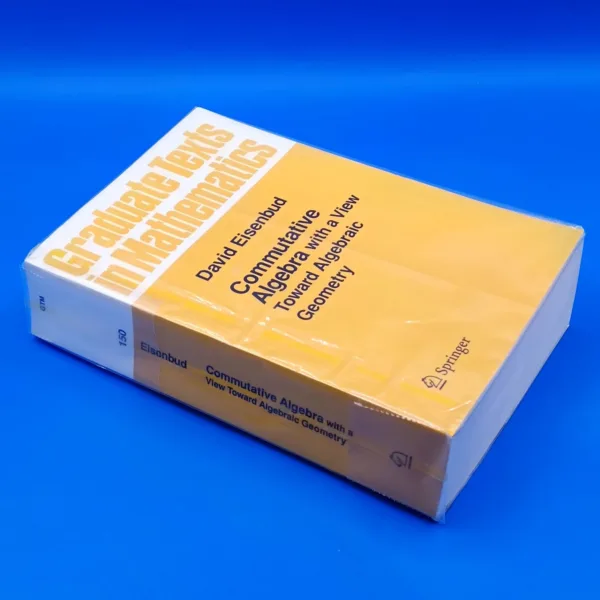 Graduate Texts
in Mathematics
David Eisenbud
Commutative
Algebra with a View
Toward Algebraic
Geometry
Springer
GTM
150
Eisenbud
Commutative Algebra with a
View Toward Algebraic Geometry